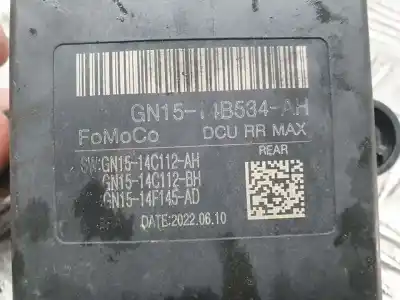 GN15-14B534-AH
FoMoCo DCU RR MAX
REAR
SW:GN15-14C112-AH
GN15-14C112-BH
GN15-14F145-AD
DATE:2022.06.10